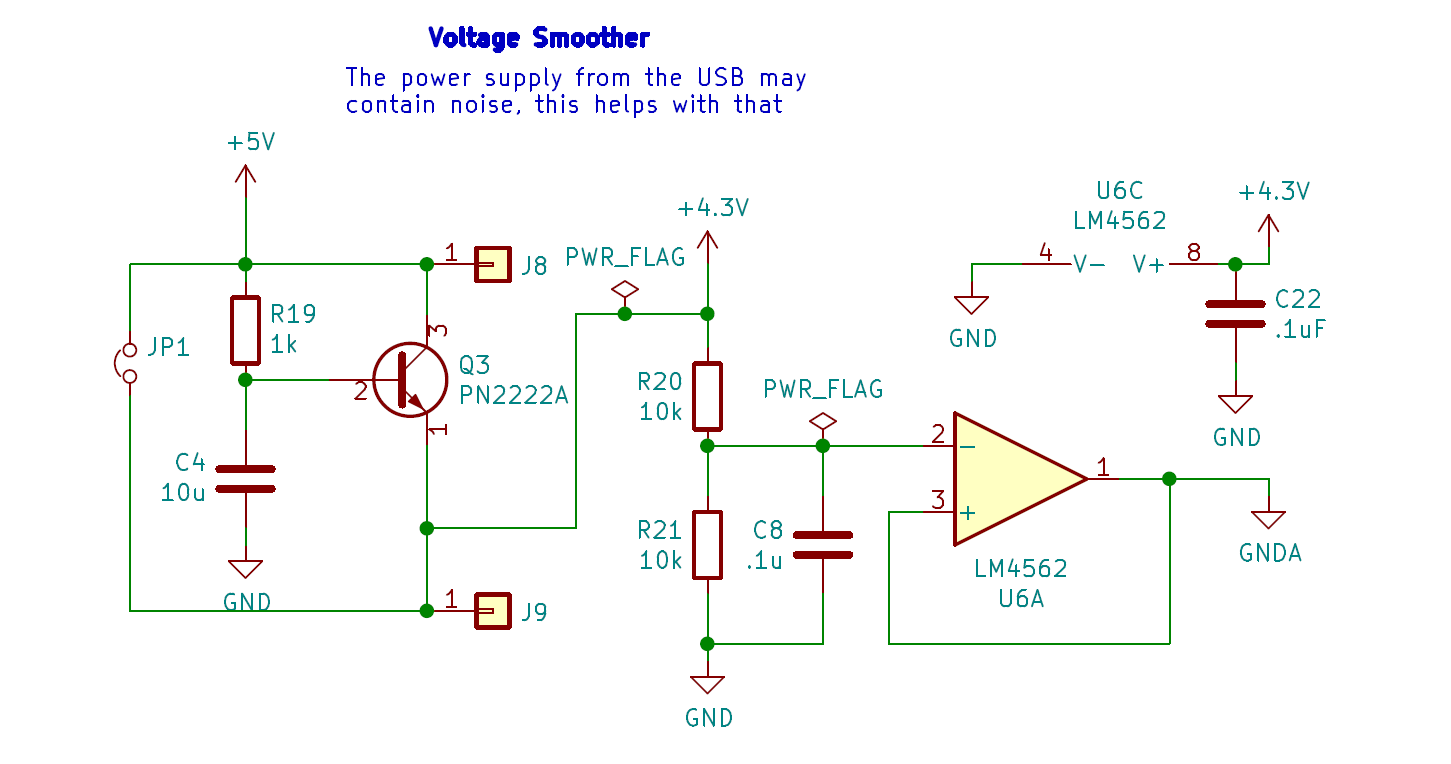 Voltage Smoother
The power supply from the USB may
contain noise, this helps with that
+5V
U6C
LM4562
+4.3V
+4.3V
1
J8
PWR_FLAG
4
V-
V+
8
R19
1k
C22
.1uF
GND
3
JP1
Q3
PN2222A
2
R20
10k
PWR_FLAG
GND
1
2
-
C4
10u
1
3
+
R21
10k
C8
.1u
GNDA
LM4562
U6A
GND
1
J9
GND